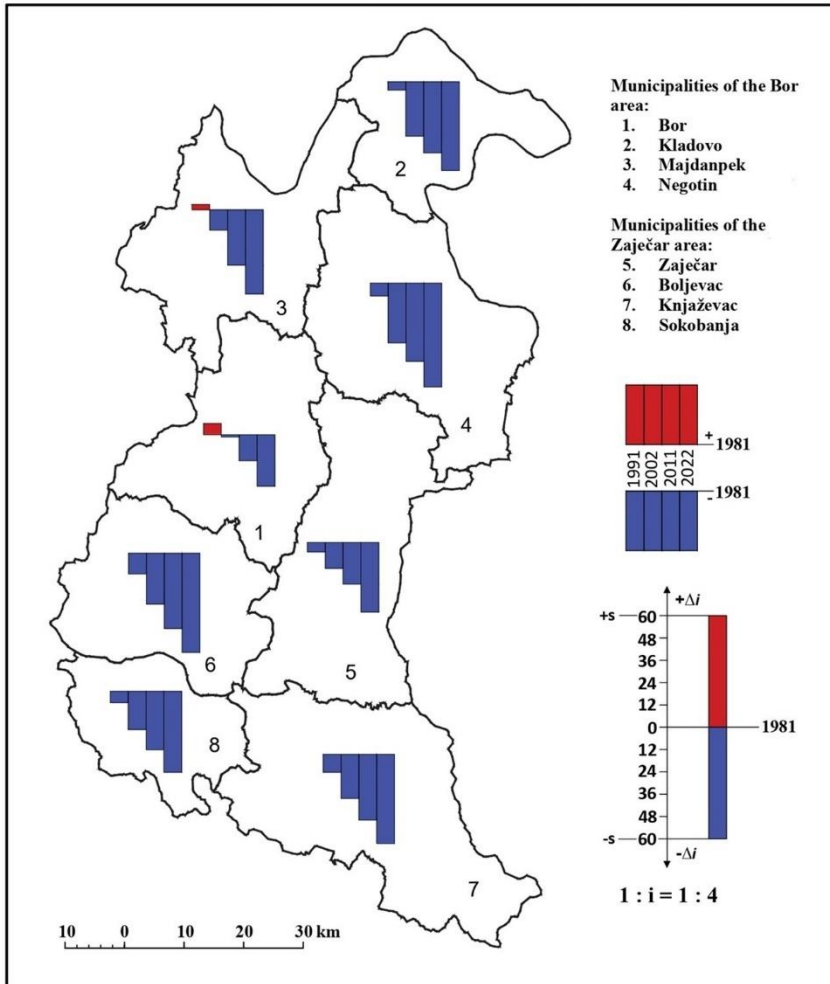 Municipalities of the Bor
area:
1. Bor
2. Kladovo
3. Majdanpek
4. Negotin
Municipalities of the
Zaječar area:
5. Zaječar
6. Boljevac
7. Knjaževac
8. Sokobanja
2
3
4
1
5
6
8
7
+
1981
1991
2002
2011
2022
1981
-
+Δi
+s 60
48
36
24
12
0 1981
12
24
36
48
-s 60
-Δi
1 : i = 1 : 4
10 0 10 20 30 km